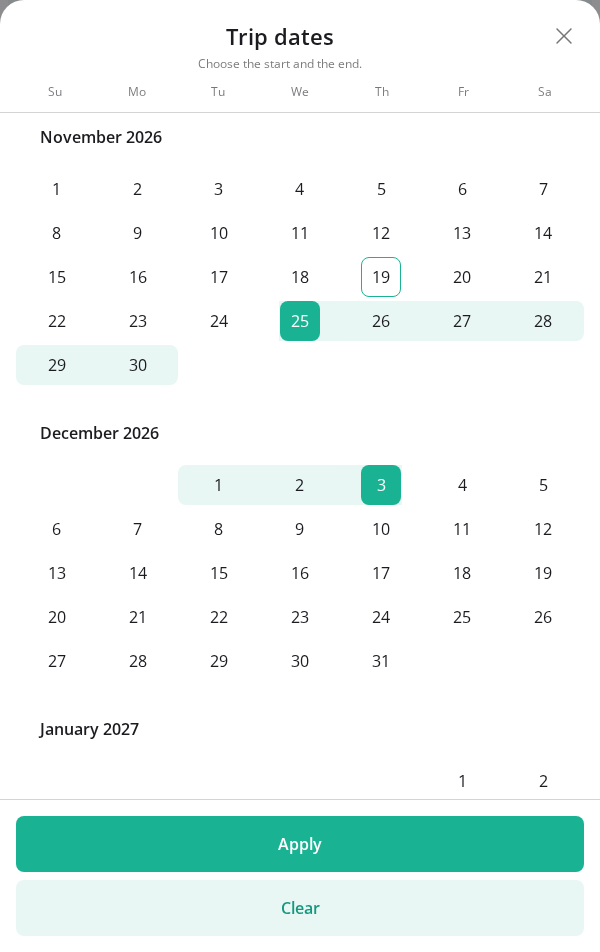 Trip dates
Choose the start and the end.
Su Mo Tu We Th Fr Sa
November 2026
1 2 3 4 5 6 7
8 9 10 11 12 13 14
15 16 17 18 19 20 21
22 23 24 25 26 27 28
29 30
December 2026
1 2 3 4 5
6 7 8 9 10 11 12
13 14 15 16 17 18 19
20 21 22 23 24 25 26
27 28 29 30 31
January 2027
1 2
Apply
Clear